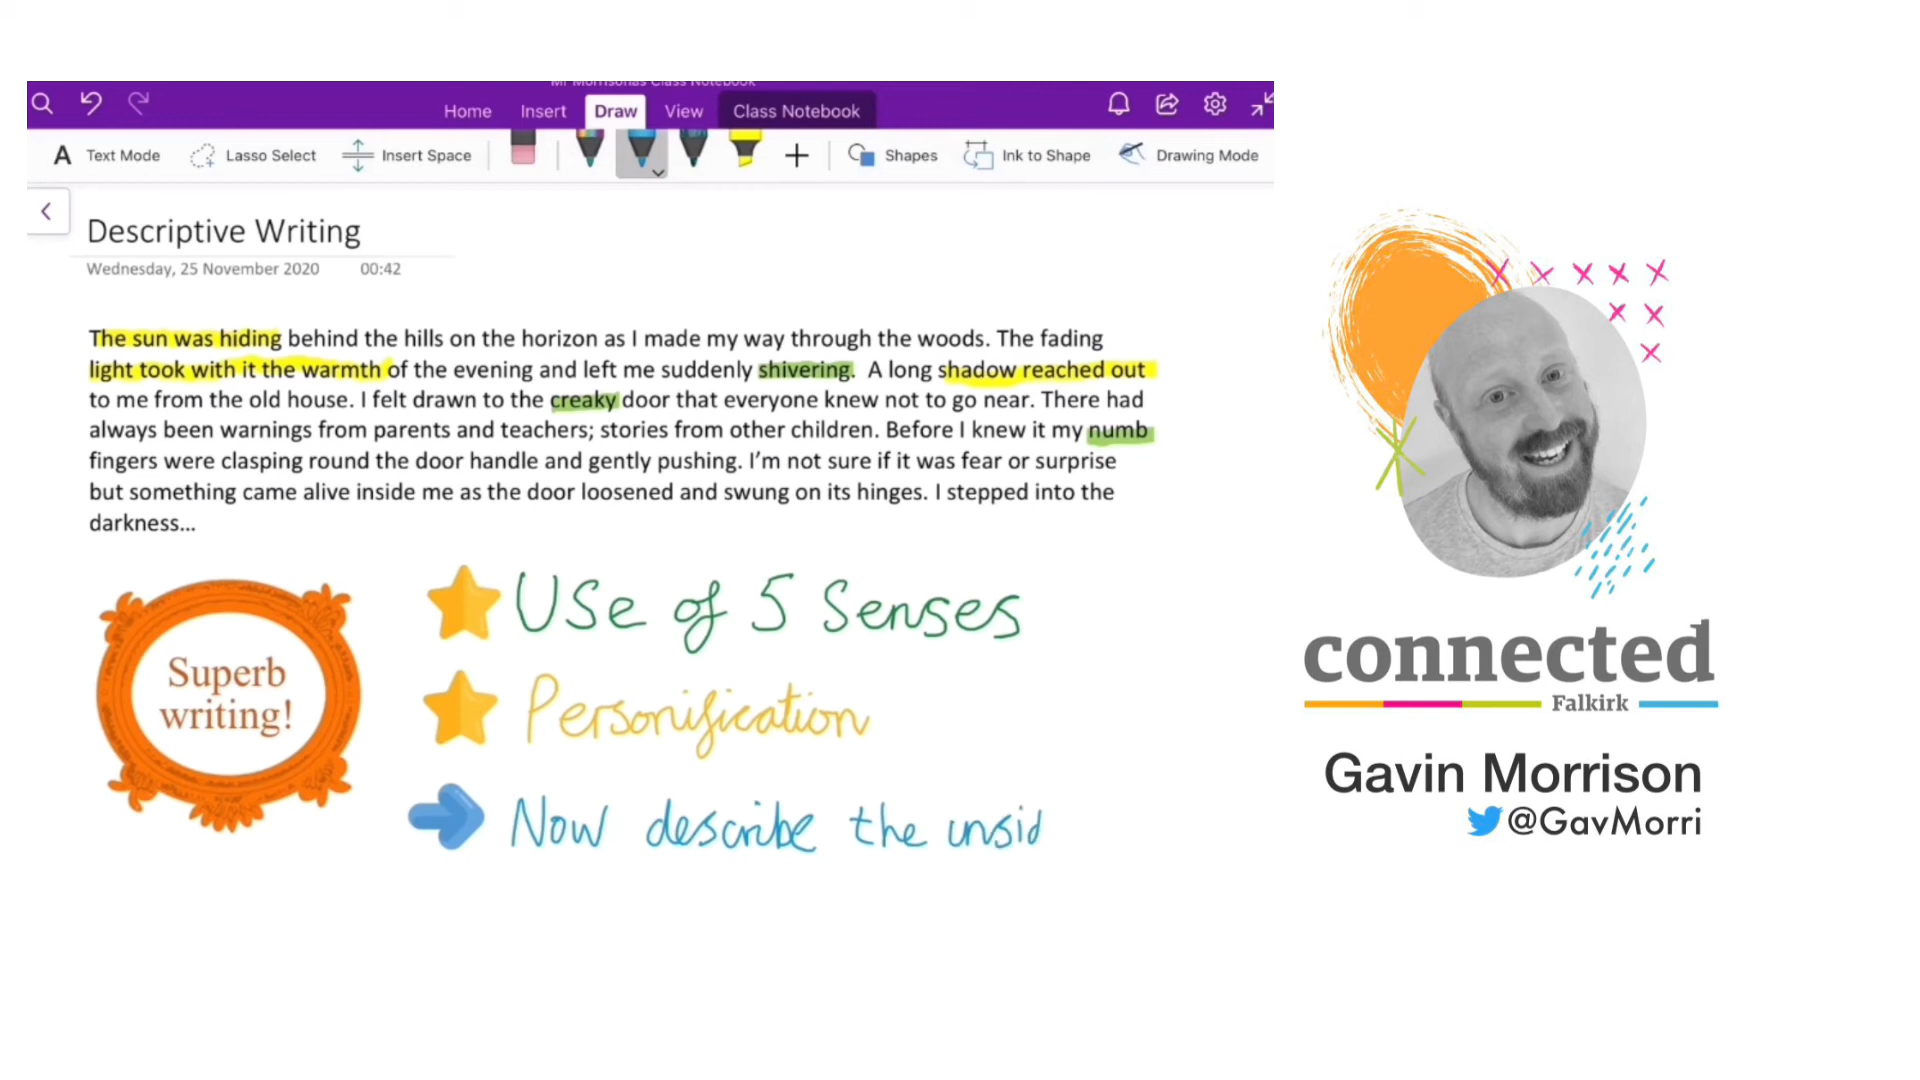 Home Insert Draw View Class Notebook
A Text Mode Lasso Select Insert Space Shapes Ink to Shape Drawing Mode
Descriptive Writing
Wednesday, 25 November 2020 00:42
The sun was hiding behind the hills on the horizon as I made my way through the woods. The fading
light took with it the warmth of the evening and left me suddenly shivering. A long shadow reached out
to me from the old house. I felt drawn to the creaky door that everyone knew not to go near. There had
always been warnings from parents and teachers; stories from other children. Before I knew it my numb
fingers were clasping round the door handle and gently pushing. I'm not sure if it was fear or surprise
but something came alive inside me as the door loosened and swung on its hinges. I stepped into the
darkness...
Superb
writing!
Use of 5 Senses
Personification
Now describe the insid
connected
Falkirk
Gavin Morrison
@GavMorri